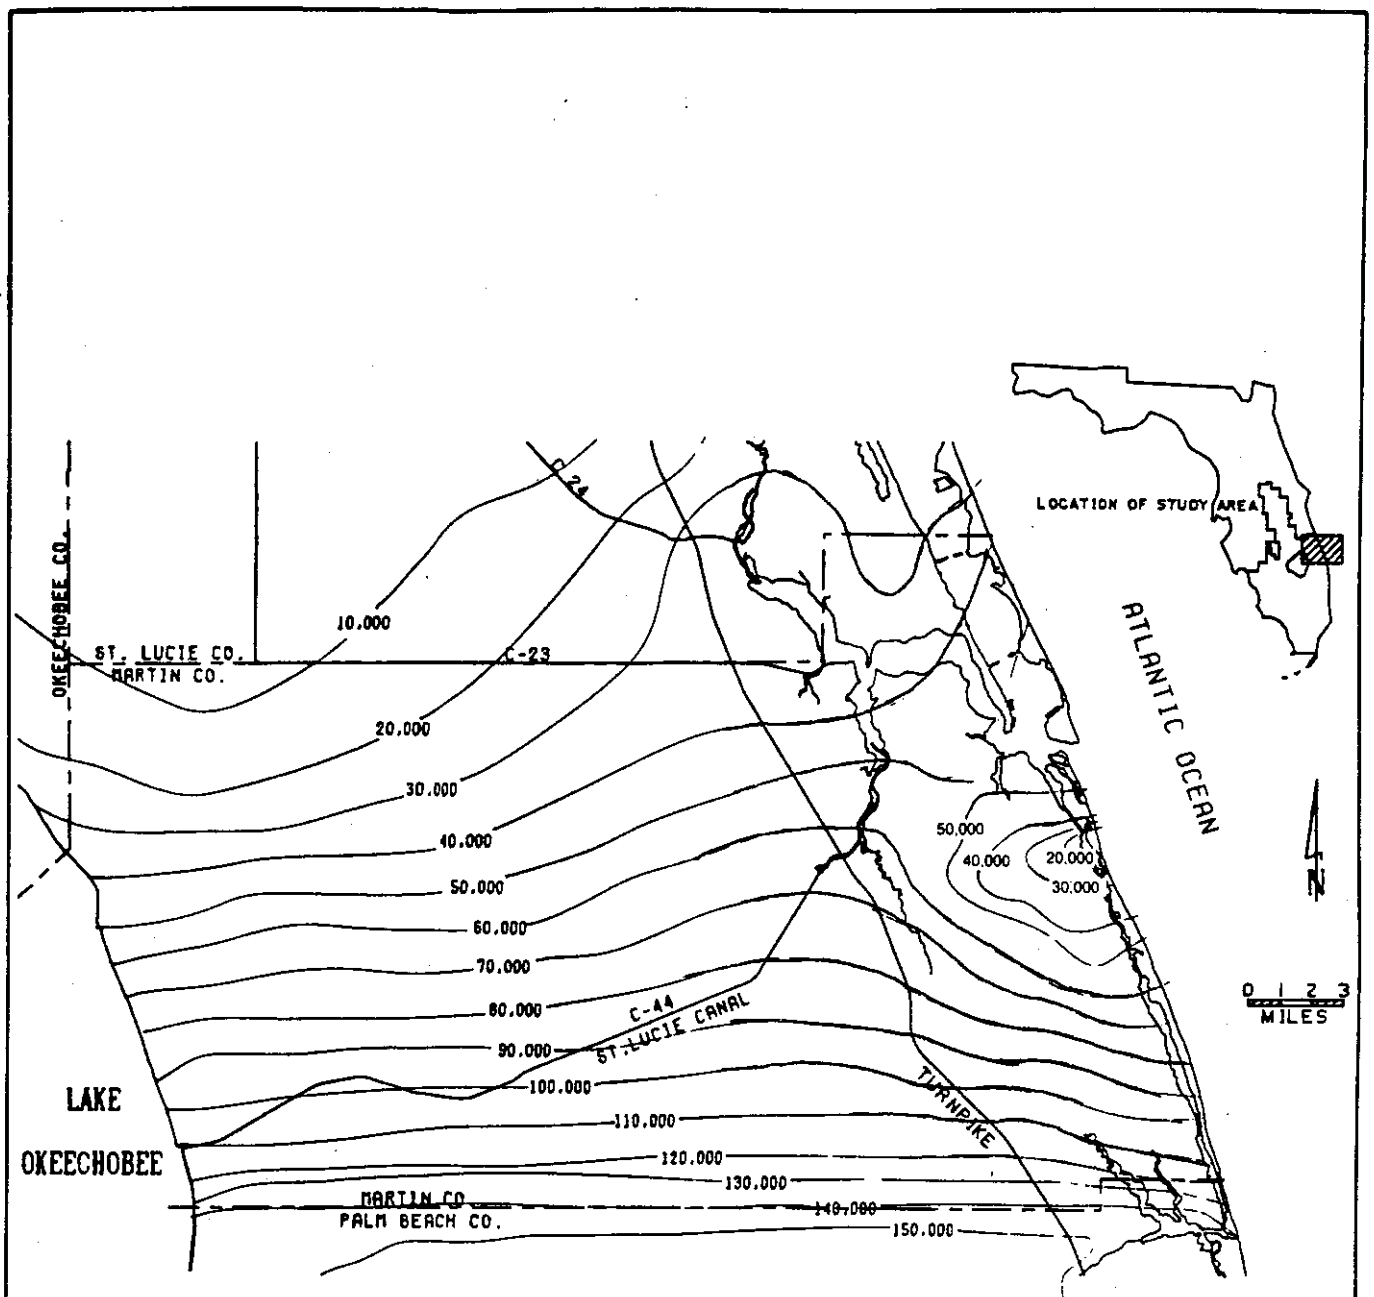 C-24
LOCATION OF STUDY AREA
OKEECHOBEE CO.
10.000
ST. LUCIE CO.
MARTIN CO.
C-23
ATLANTIC OCEAN
20.000
30.000
40.000
50.000
50.000
40.000
20.000
30.000
N
60.000
70.000
80.000
C-44
ST.LUCIE CANAL
0 1 2 3
MILES
90.000
100.000
TURNPIKE
LAKE
OKEECHOBEE
110.000
120.000
130.000
MARTIN CO
PALM BEACH CO.
140.000
150.000